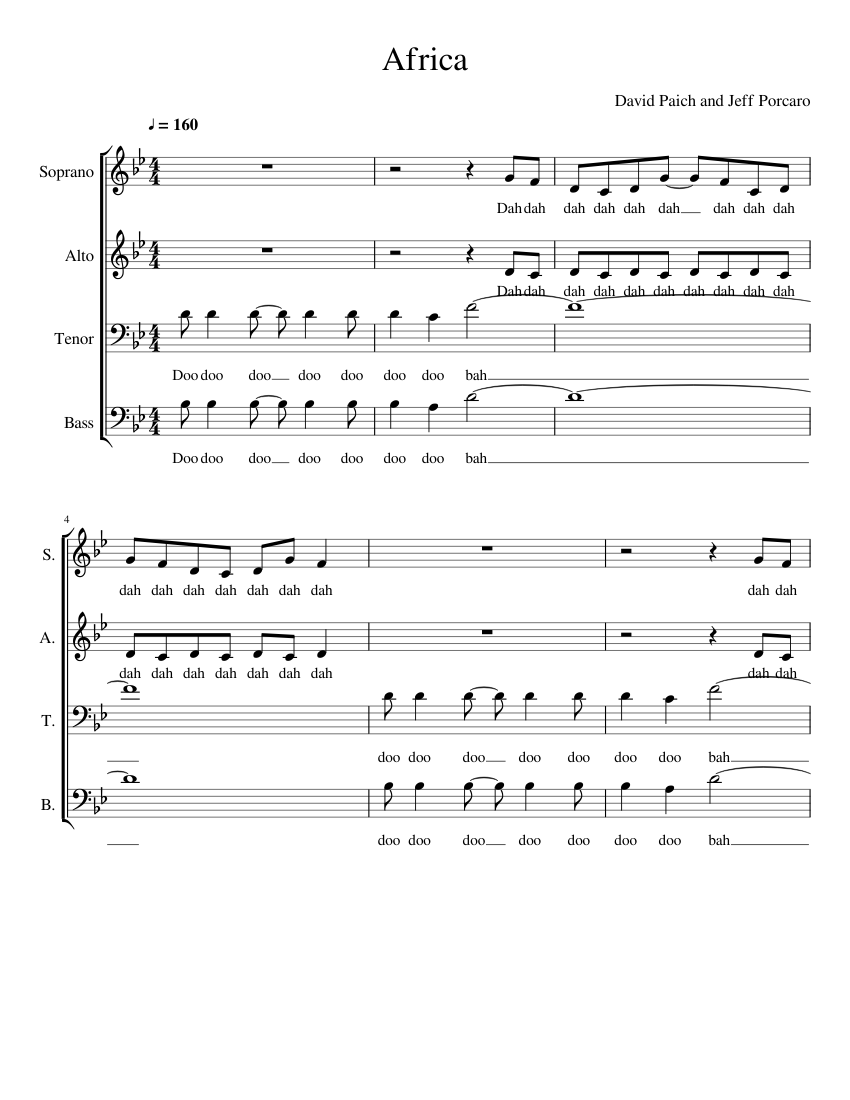 Africa
David Paich and Jeff Porcaro
♩ = 160
Soprano
Dah dah dah dah dah dah dah dah dah
Alto
Dah dah dah dah dah dah dah dah dah dah
Tenor
Doo doo doo doo doo doo doo bah
Bass
Doo doo doo doo doo doo doo bah
4
S.
dah dah dah dah dah dah dah dah dah
A.
dah dah dah dah dah dah dah dah dah
T.
doo doo doo doo doo doo doo bah
B.
doo doo doo doo doo doo doo bah